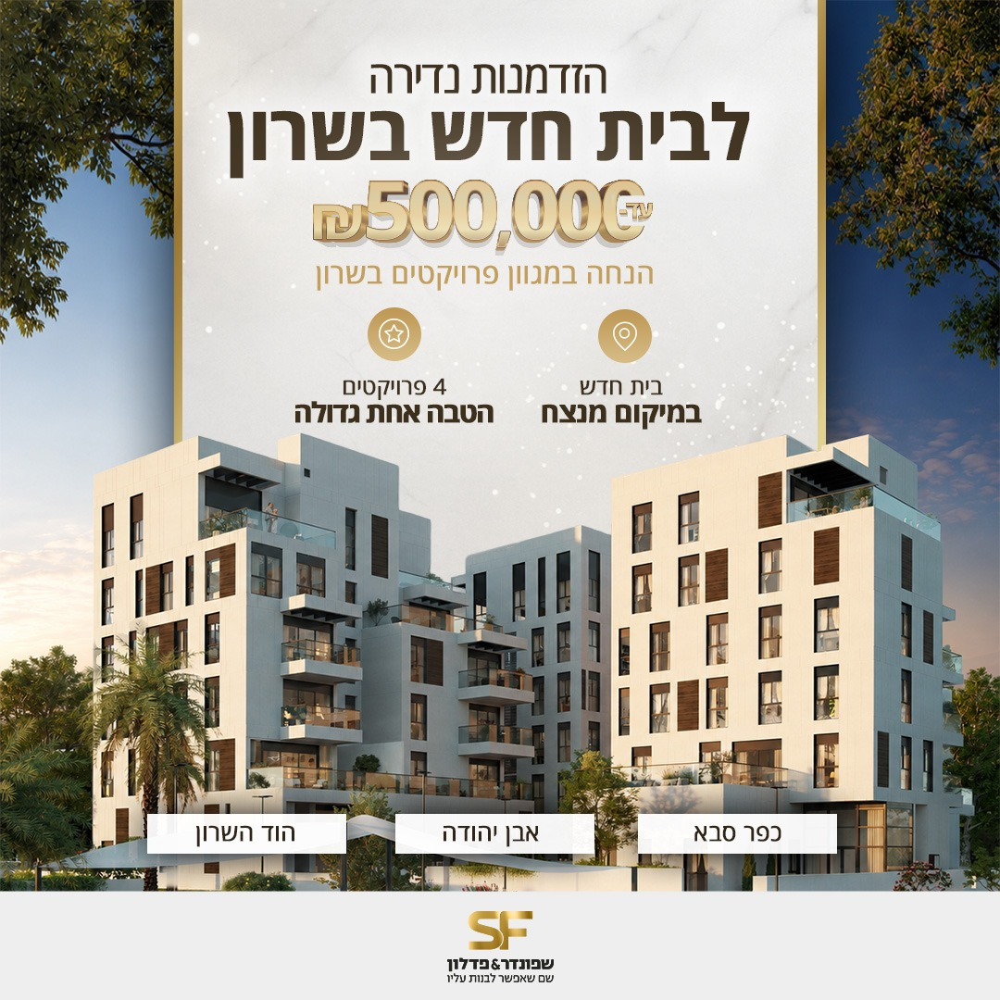 הזדמנות נדירה
לבית חדש בשרון
עד-500,000₪
הנחה במגוון פרויקטים בשרון
בית חדש
במיקום מנצח
4 פרויקטים
הטבה אחת גדולה
כפר סבא
אבן יהודה
הוד השרון
SF
שפונדר&פדלון
שם שאפשר לבנות עליו